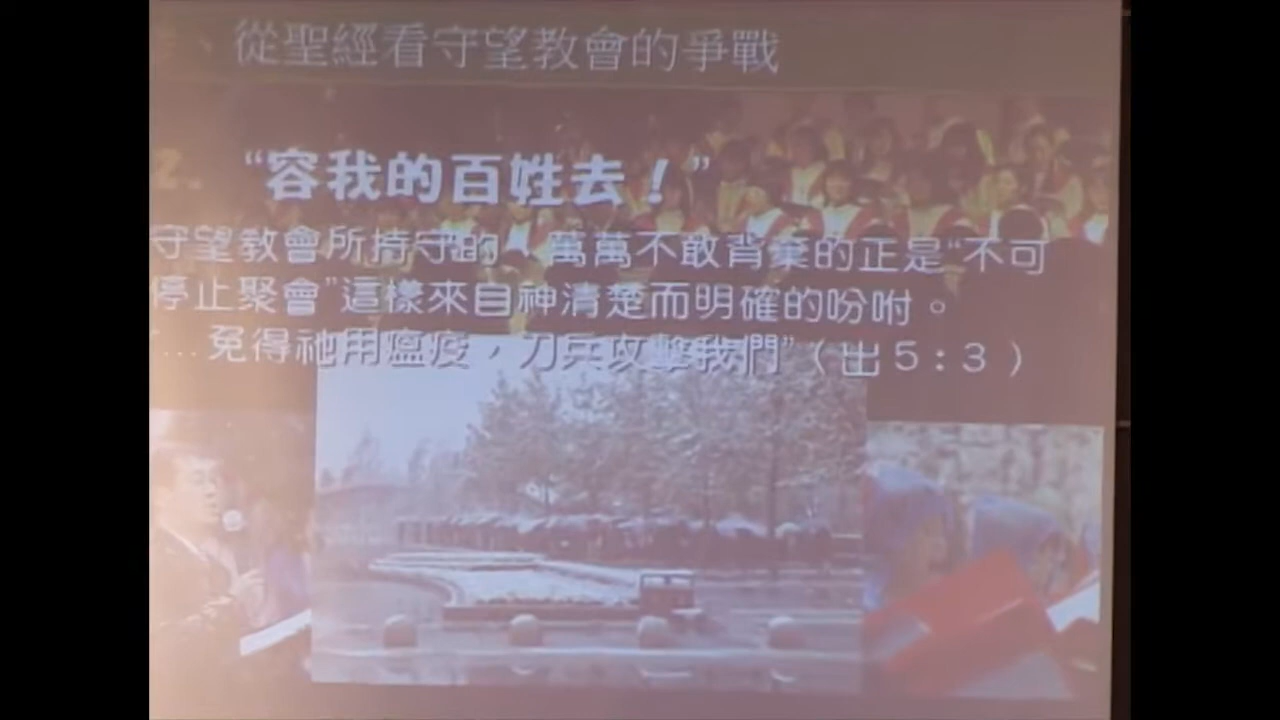 、從聖經看守望教會的爭戰
2. “容我的百姓去！”
守望教會所持守的，萬萬不敢背棄的正是“不可
停止聚會”這樣來自神清楚而明確的吩咐。
“…免得祂用瘟疫，刀兵攻擊我們”（出５：３）